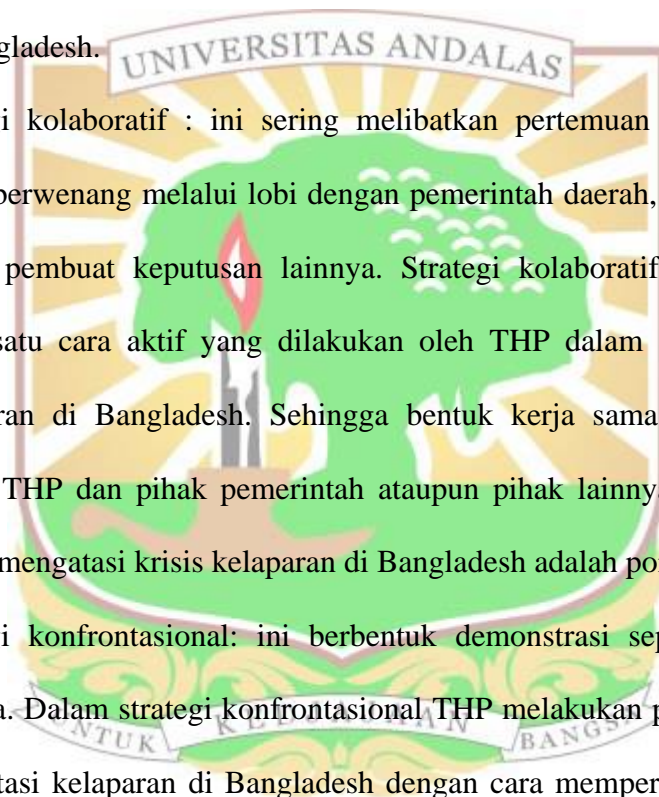 gladesh.
UNIVERSITAS ANDALAS
i kolaboratif : ini sering melibatkan pertemuan
berwenang melalui lobi dengan pemerintah daerah,
pembuat keputusan lainnya. Strategi kolaboratif
satu cara aktif yang dilakukan oleh THP dalam
ran di Bangladesh. Sehingga bentuk kerja sama
THP dan pihak pemerintah ataupun pihak lainnya
mengatasi krisis kelaparan di Bangladesh adalah po
i konfrontasional: ini berbentuk demonstrasi sep
a. Dalam strategi konfrontasional THP melakukan p
UNTUK KEDJAJAAN BANGSA
tasi kelaparan di Bangladesh dengan cara memper